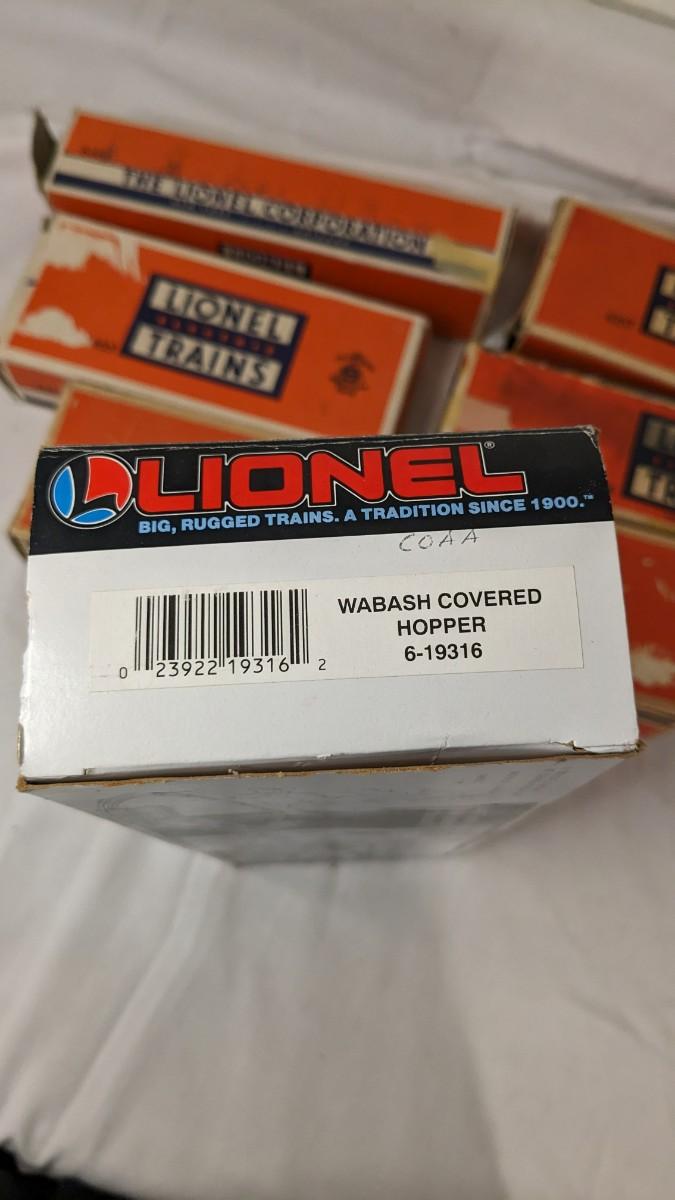 THE LIONEL CORPORATION
LIONEL
TRAINS
LIONEL®
BIG, RUGGED TRAINS. A TRADITION SINCE 1900.™
COAA
WABASH COVERED
HOPPER
6-19316
0 23922 19316 2